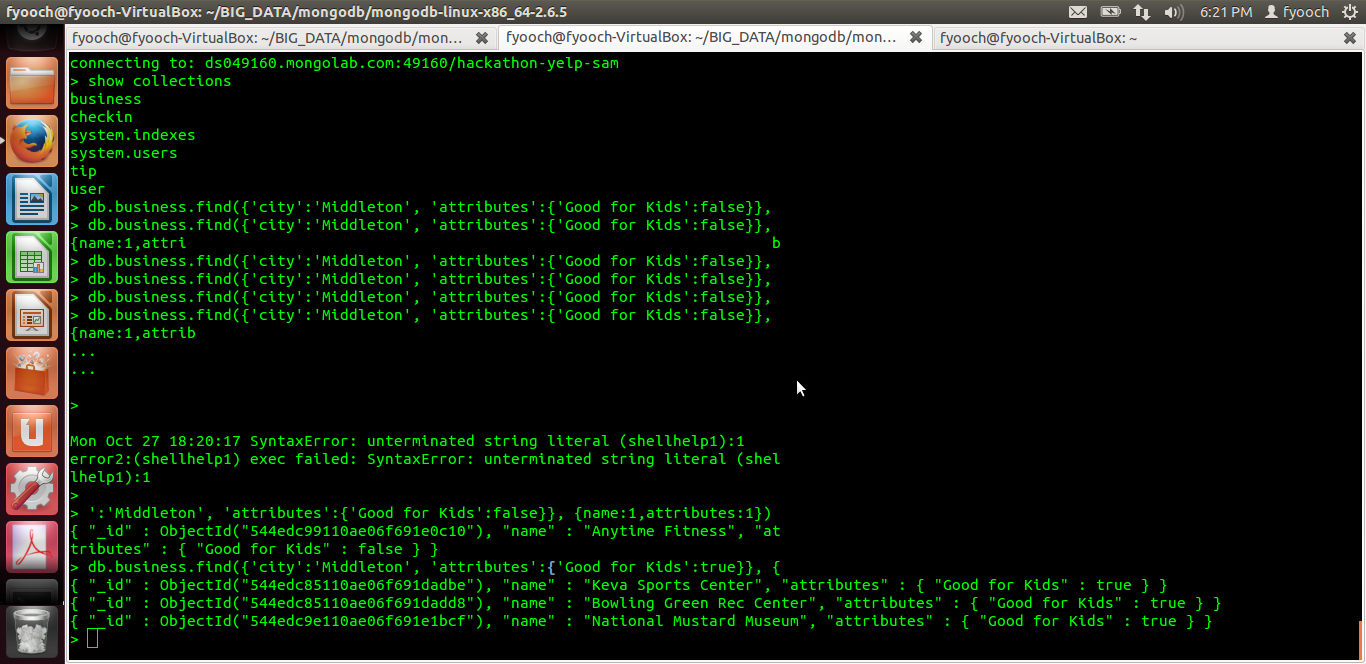 fyooch@fyooch-VirtualBox: ~/BIG_DATA/mongodb/mongodb-linux-x86_64-2.6.5
6:21 PM
fyooch
fyooch@fyooch-VirtualBox: ~/BIG_DATA/mongodb/mon...
fyooch@fyooch-VirtualBox: ~/BIG_DATA/mongodb/mon...
fyooch@fyooch-VirtualBox: ~
connecting to: ds049160.mongolab.com:49160/hackathon-yelp-sam
> show collections
business
checkin
system.indexes
system.users
tip
user
> db.business.find({'city':'Middleton', 'attributes':{'Good for Kids':false}},
> db.business.find({'city':'Middleton', 'attributes':{'Good for Kids':false}},
{name:1,attri b
> db.business.find({'city':'Middleton', 'attributes':{'Good for Kids':false}},
> db.business.find({'city':'Middleton', 'attributes':{'Good for Kids':false}},
> db.business.find({'city':'Middleton', 'attributes':{'Good for Kids':false}},
> db.business.find({'city':'Middleton', 'attributes':{'Good for Kids':false}},
{name:1,attrib
...
...
>
Mon Oct 27 18:20:17 SyntaxError: unterminated string literal (shellhelp1):1
error2:(shellhelp1) exec failed: SyntaxError: unterminated string literal (shel
lhelp1):1
>
> ':'Middleton', 'attributes':{'Good for Kids':false}}, {name:1,attributes:1})
{ "_id" : ObjectId("544edc99110ae06f691e0c10"), "name" : "Anytime Fitness", "at
tributes" : { "Good for Kids" : false } }
> db.business.find({'city':'Middleton', 'attributes':{'Good for Kids':true}}, {
{ "_id" : ObjectId("544edc85110ae06f691dadbe"), "name" : "Keva Sports Center", "attributes" : { "Good for Kids" : true } }
{ "_id" : ObjectId("544edc85110ae06f691dadd8"), "name" : "Bowling Green Rec Center", "attributes" : { "Good for Kids" : true } }
{ "_id" : ObjectId("544edc9e110ae06f691e1bcf"), "name" : "National Mustard Museum", "attributes" : { "Good for Kids" : true } }
>